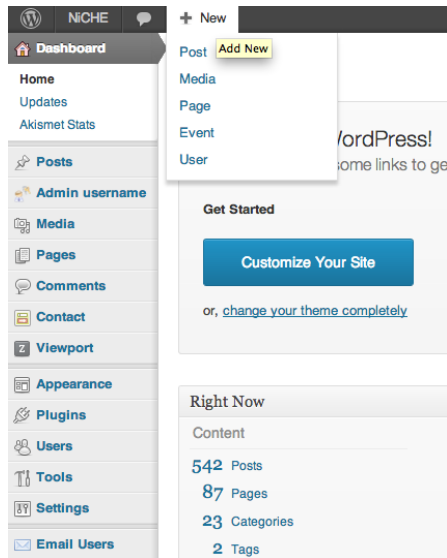 NiCHE + New
Dashboard
Home
Updates
Akismet Stats
Posts
Admin username
Media
Pages
Comments
Contact
Z Viewport
Appearance
Plugins
Users
Tools
Settings
Email Users
Post Add New
Media
Page
Event
User
ordPress!
ome links to ge
Get Started
Customize Your Site
or, change your theme completely
Right Now
Content
542 Posts
87 Pages
23 Categories
2 Tags